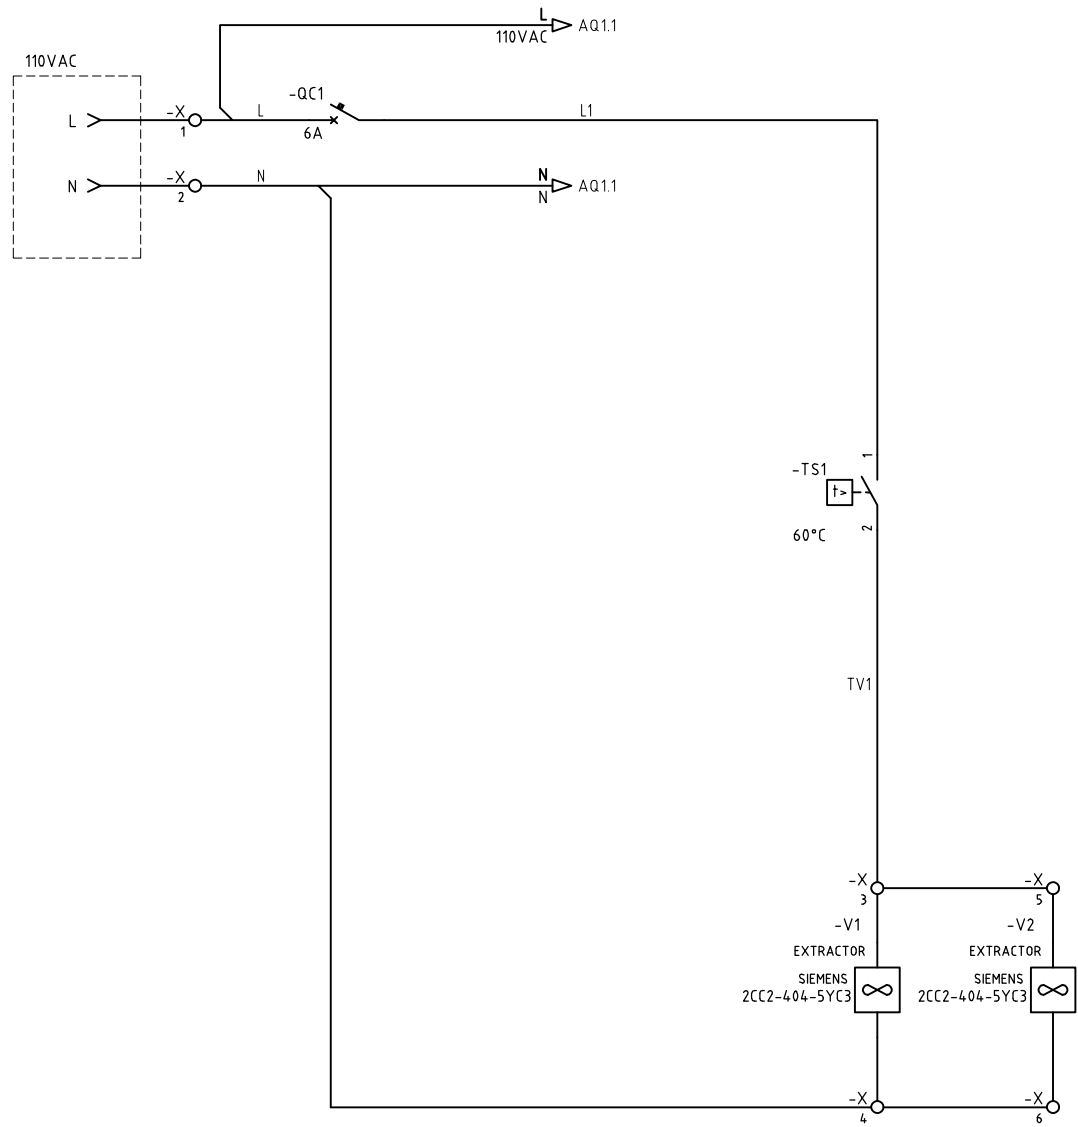 L
110VAC
AQ1.1
110VAC
-QC1
L
-X
1
L
6A
L1
N
-X
2
N
N
N
AQ1.1
1
-TS1
t>
60°C
2
TV1
-X
3
-X
5
-V1
-V2
EXTRACTOR
EXTRACTOR
SIEMENS
2CC2-404-5YC3
SIEMENS
2CC2-404-5YC3
-X
4
-X
6